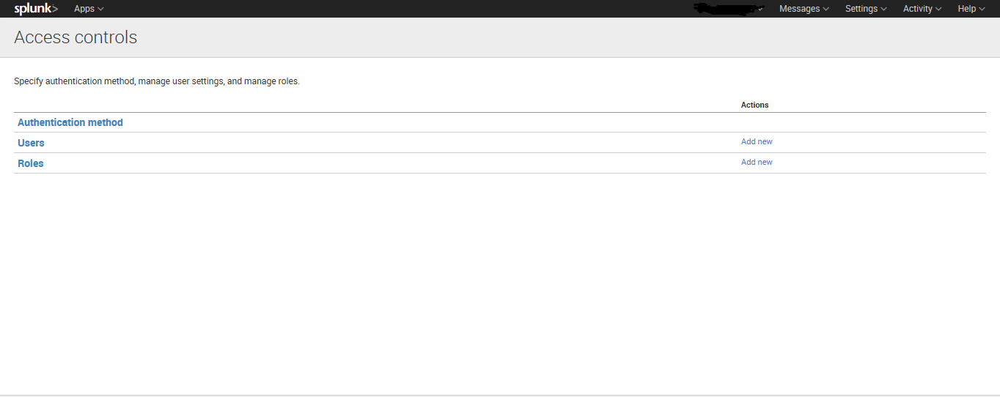 splunk> Apps Messages Settings Activity Help
Access controls
Specify authentication method, manage user settings, and manage roles.
Actions
Authentication method
Users Add new
Roles Add new